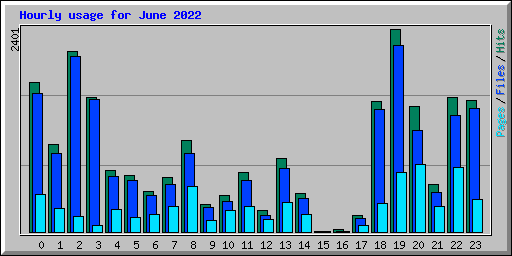 Hourly usage for June 2022
2401
Pages/Files/Hits
0 1 2 3 4 5 6 7 8 9 10 11 12 13 14 15 16 17 18 19 20 21 22 23